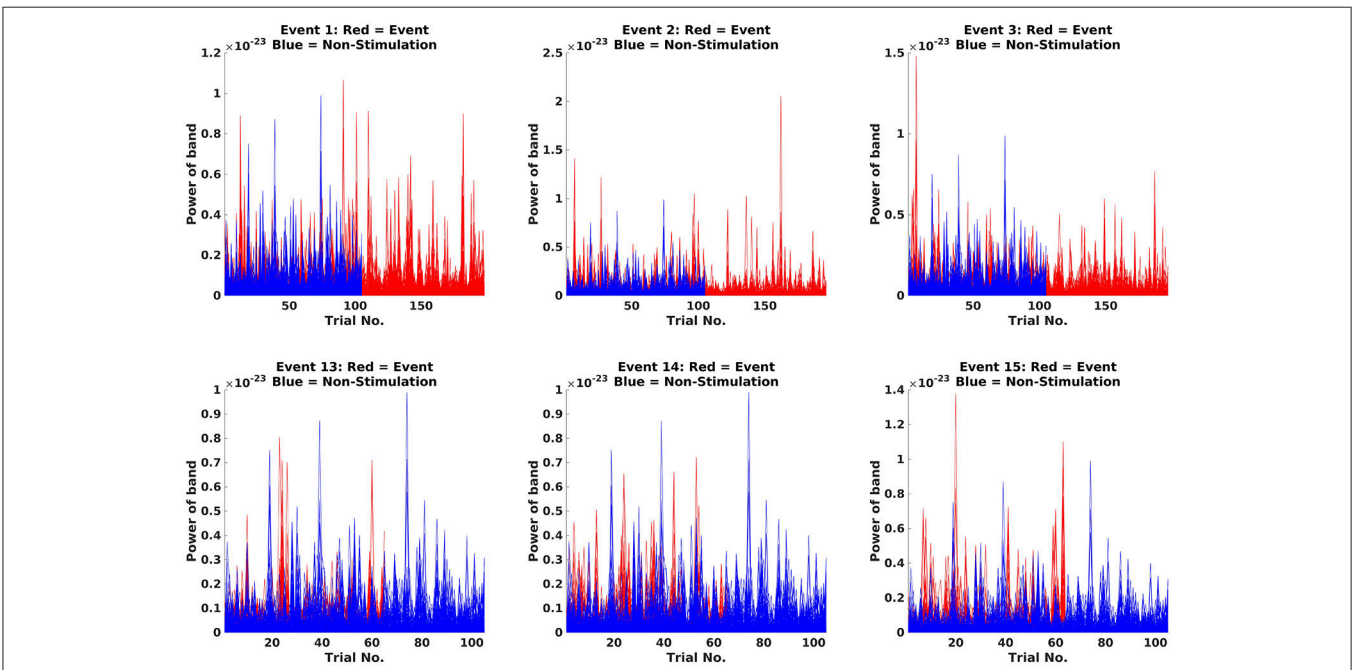 Event 1: Red = Event
×10-23 Blue = Non-Stimulation
1.2
1
0.8
0.6
0.4
0.2
0
Power of band
50 100 150
Trial No.
Event 2: Red = Event
×10-23 Blue = Non-Stimulation
2.5
2
1.5
1
0.5
0
Power of band
50 100 150
Trial No.
Event 3: Red = Event
×10-23 Blue = Non-Stimulation
1.5
1
0.5
0
Power of band
50 100 150
Trial No.
Event 13: Red = Event
×10-23 Blue = Non-Stimulation
1
0.9
0.8
0.7
0.6
0.5
0.4
0.3
0.2
0.1
0
Power of band
20 40 60 80 100
Trial No.
Event 14: Red = Event
×10-23 Blue = Non-Stimulation
1
0.9
0.8
0.7
0.6
0.5
0.4
0.3
0.2
0.1
0
Power of band
20 40 60 80 100
Trial No.
Event 15: Red = Event
×10-23 Blue = Non-Stimulation
1.4
1.2
1
0.8
0.6
0.4
0.2
0
Power of band
20 40 60 80 100
Trial No.